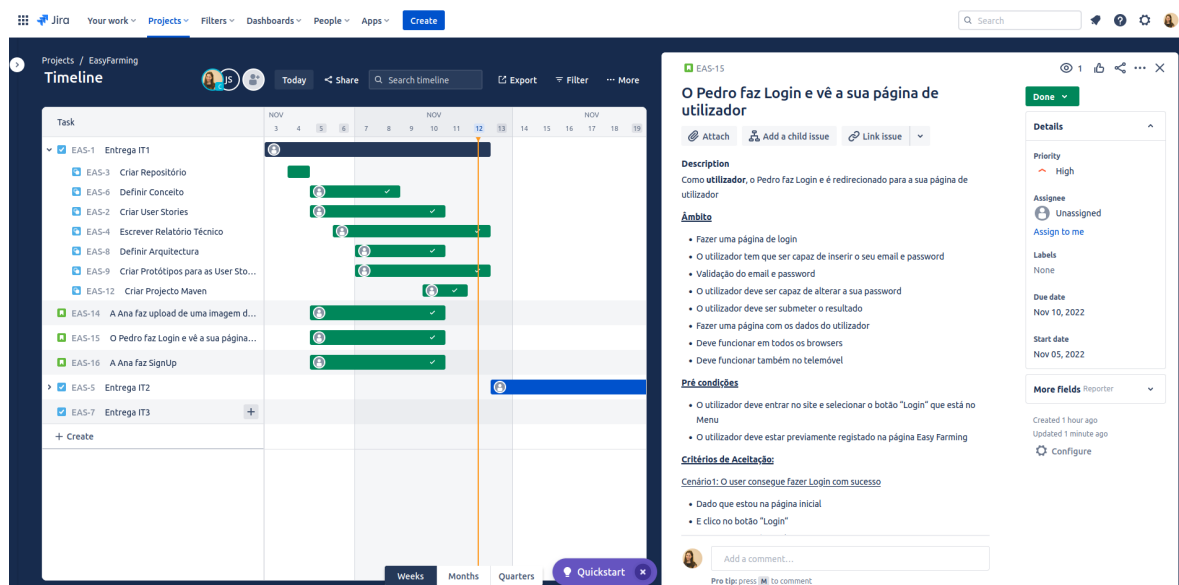 Jira
Your work
Projects
Filters
Dashboards
People
Apps
Create
Search
Projects / EasyFarming
Timeline
JS
Today
Share
Search timeline
Export
Filter
More
Task
NOV NOV NOV
3 4 5 6 7 8 9 10 11 12 13 14 15 16 17 18 19
EAS-1 Entrega IT1
EAS-3 Criar Repositório
EAS-6 Definir Conceito
EAS-2 Criar User Stories
EAS-4 Escrever Relatório Técnico
EAS-8 Definir Arquitectura
EAS-9 Criar Protótipos para as User Sto...
EAS-12 Criar Projecto Maven
EAS-14 A Ana faz upload de uma imagem d...
EAS-15 O Pedro faz Login e vê a sua página...
EAS-16 A Ana faz SignUp
EAS-5 Entrega IT2
EAS-7 Entrega IT3
+ Create
Weeks
Months
Quarters
Quickstart
EAS-15
1
O Pedro faz Login e vê a sua página de
utilizador
Attach
Add a child issue
Link issue
Description
Como utilizador, o Pedro faz Login e é redirecionado para a sua página de
utilizador
Âmbito
• Fazer uma página de login
• O utilizador tem que ser capaz de inserir o seu email e password
• Validação do email e password
• O utilizador deve ser capaz de alterar a sua password
• O utilizador deve ser submeter o resultado
• Fazer uma página com os dados do utilizador
• Deve funcionar em todos os browsers
• Deve funcionar também no telemóvel
Pré condições
• O utilizador deve entrar no site e selecionar o botão "Login" que está no
Menu
• O utilizador deve estar previamente registado na página Easy Farming
Critérios de Aceitação:
Cenário1: O user consegue fazer Login com sucesso
• Dado que estou na página inicial
• E clico no botão "Login"
Add a comment...
Pro tip: press M to comment
Done
Details
Priority
High
Assignee
Unassigned
Assign to me
Labels
None
Due date
Nov 10, 2022
Start date
Nov 05, 2022
More fields Reporter
Created 1 hour ago
Updated 1 minute ago
Configure